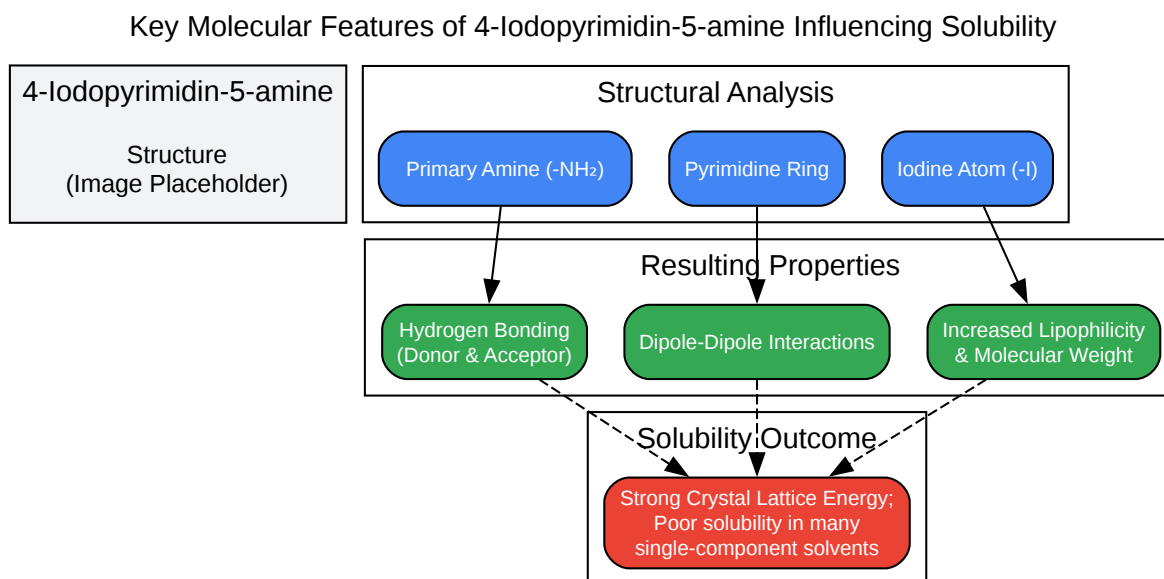 Key Molecular Features of 4-Iodopyrimidin-5-amine Influencing Solubility
4-Iodopyrimidin-5-amine
Structure
(Image Placeholder)
Structural Analysis
Primary Amine (-NH₂)
Pyrimidine Ring
Iodine Atom (-I)
Resulting Properties
Hydrogen Bonding
(Donor & Acceptor)
Dipole-Dipole Interactions
Increased Lipophilicity
& Molecular Weight
Solubility Outcome
Strong Crystal Lattice Energy;
Poor solubility in many
single-component solvents